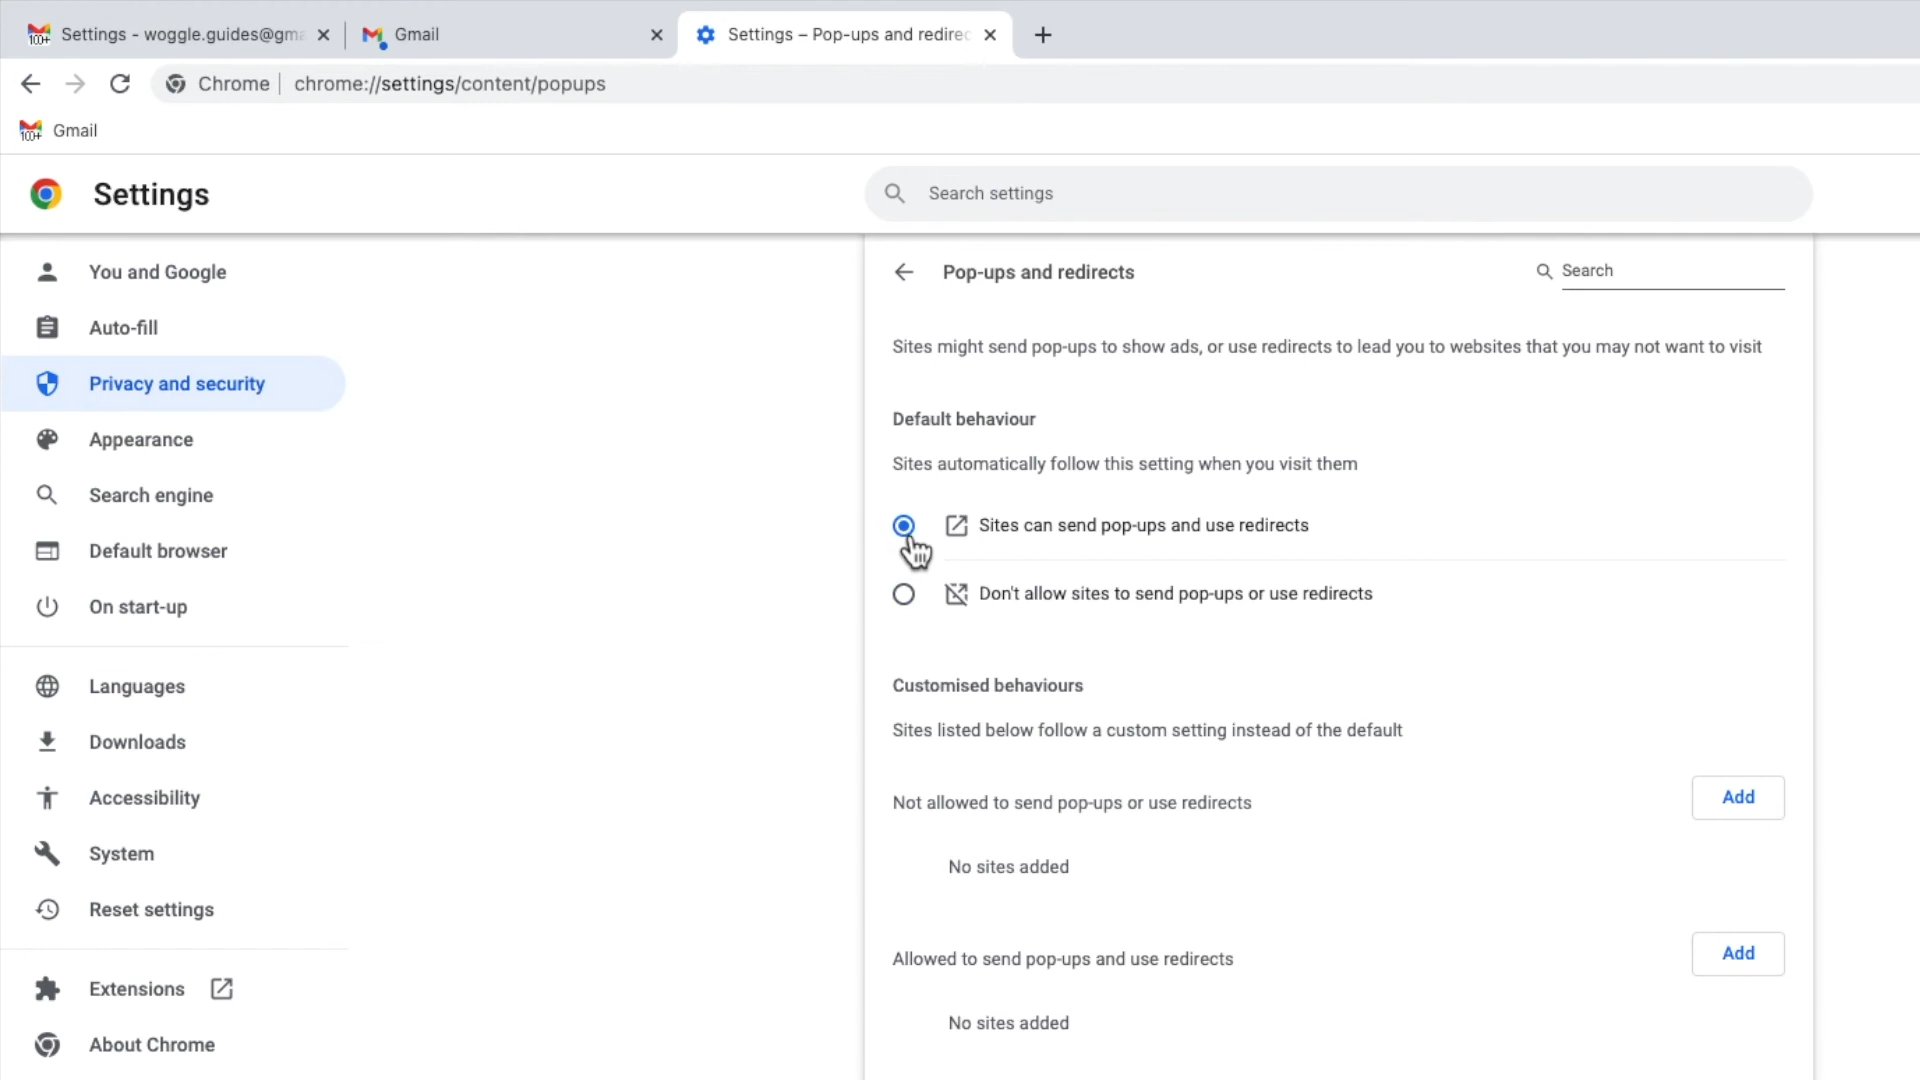 Settings - woggle.guides@gma
Gmail
Settings – Pop-ups and redirec
Chrome
chrome://settings/content/popups
100+
Gmail
Settings
Search settings
You and Google
Auto-fill
Privacy and security
Appearance
Search engine
Default browser
On start-up
Languages
Downloads
Accessibility
System
Reset settings
Extensions
About Chrome
Pop-ups and redirects
Search
Sites might send pop-ups to show ads, or use redirects to lead you to websites that you may not want to visit
Default behaviour
Sites automatically follow this setting when you visit them
Sites can send pop-ups and use redirects
Don't allow sites to send pop-ups or use redirects
Customised behaviours
Sites listed below follow a custom setting instead of the default
Not allowed to send pop-ups or use redirects
Add
No sites added
Allowed to send pop-ups and use redirects
Add
No sites added